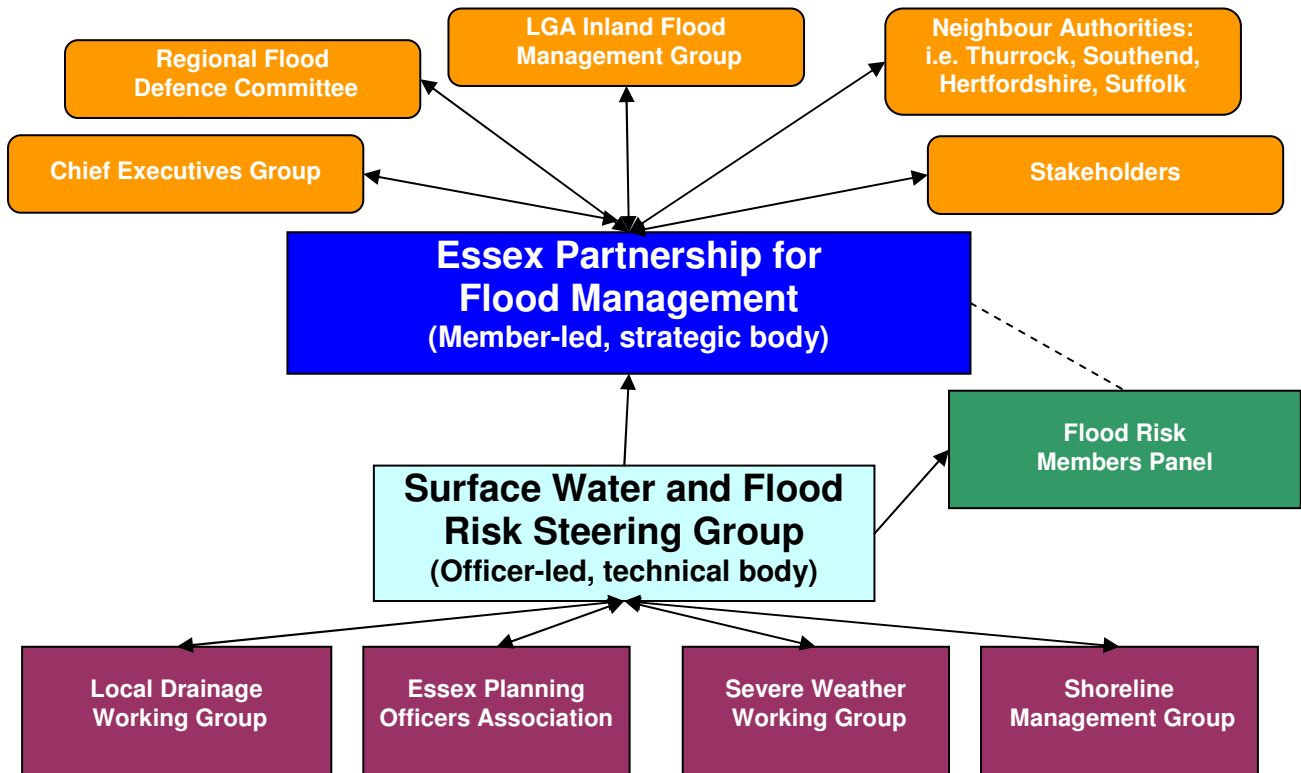 LGA Inland Flood
Management Group
Neighbour Authorities:
i.e. Thurrock, Southend,
Hertfordshire, Suffolk
Regional Flood
Defence Committee
Chief Executives Group
Stakeholders
Essex Partnership for
Flood Management
(Member-led, strategic body)
Flood Risk
Members Panel
Surface Water and Flood
Risk Steering Group
(Officer-led, technical body)
Local Drainage
Working Group
Essex Planning
Officers Association
Severe Weather
Working Group
Shoreline
Management Group